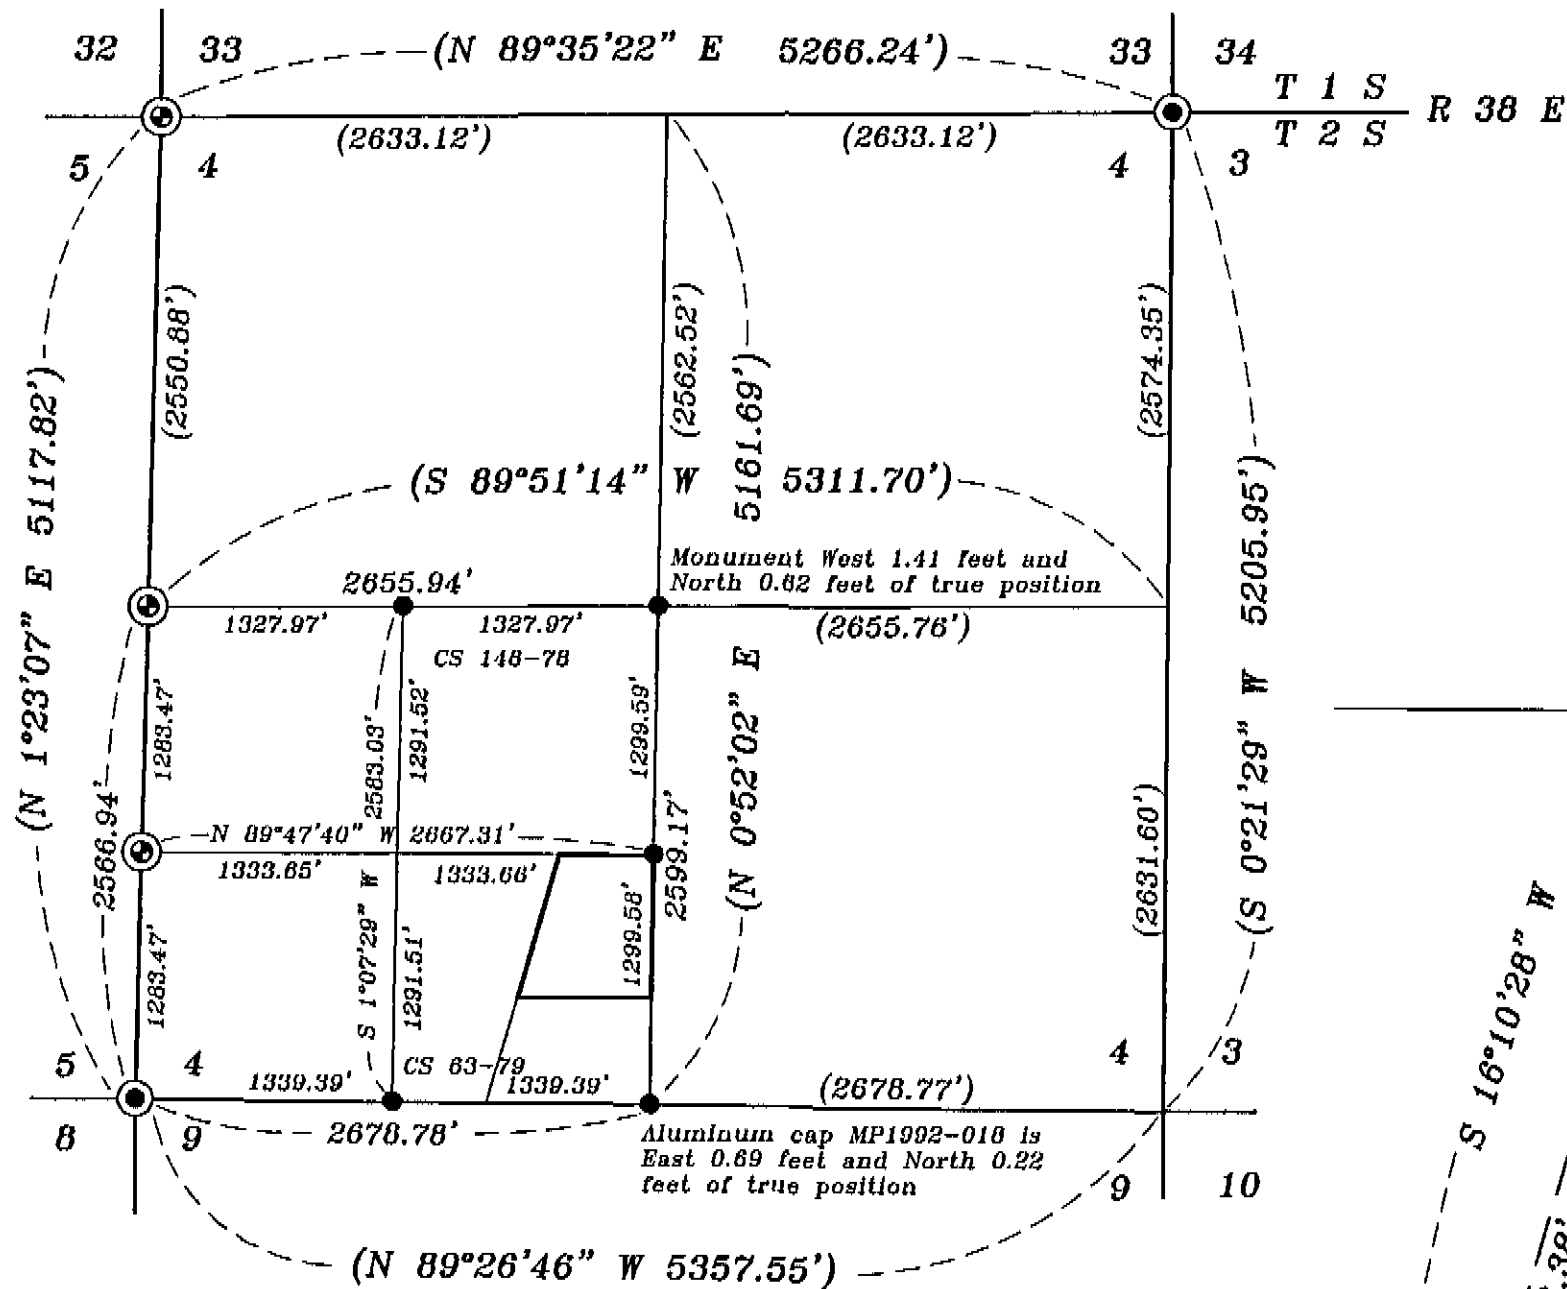 32 33 (N 89°35'22" E 5266.24') 33 34
T 1 S
R 38 E
T 2 S
(2633.12') (2633.12')
5 4 4 3
(2550.88')
(2562.52')
(2574.35')
(N 1°23'07" E 5117.82')
5161.69')
(S 89°51'14" W 5311.70')
Monument West 1.41 feet and
North 0.62 feet of true position
2655.94'
1327.97' 1327.97' (2655.76')
CS 148-78
1283.47'
2583.03'
1291.52'
1299.59'
(N 0°52'02" E
(S 0°21'29" W 5205.95')
(2631.60')
2566.94'
N 89°47'40" W 2667.31'
1333.65' 1333.66'
2599.17'
1299.58'
S 1°07'29" W
1291.51'
1283.47'
S 16°10'28" W
5 4 4 3
CS 63-79
1339.39' 1339.39' (2678.77')
8 9 2678.78'
Aluminum cap MP1992-018 is
East 0.69 feet and North 0.22
feet of true position
9 10
(N 89°26'46" W 5357.55')
.38'